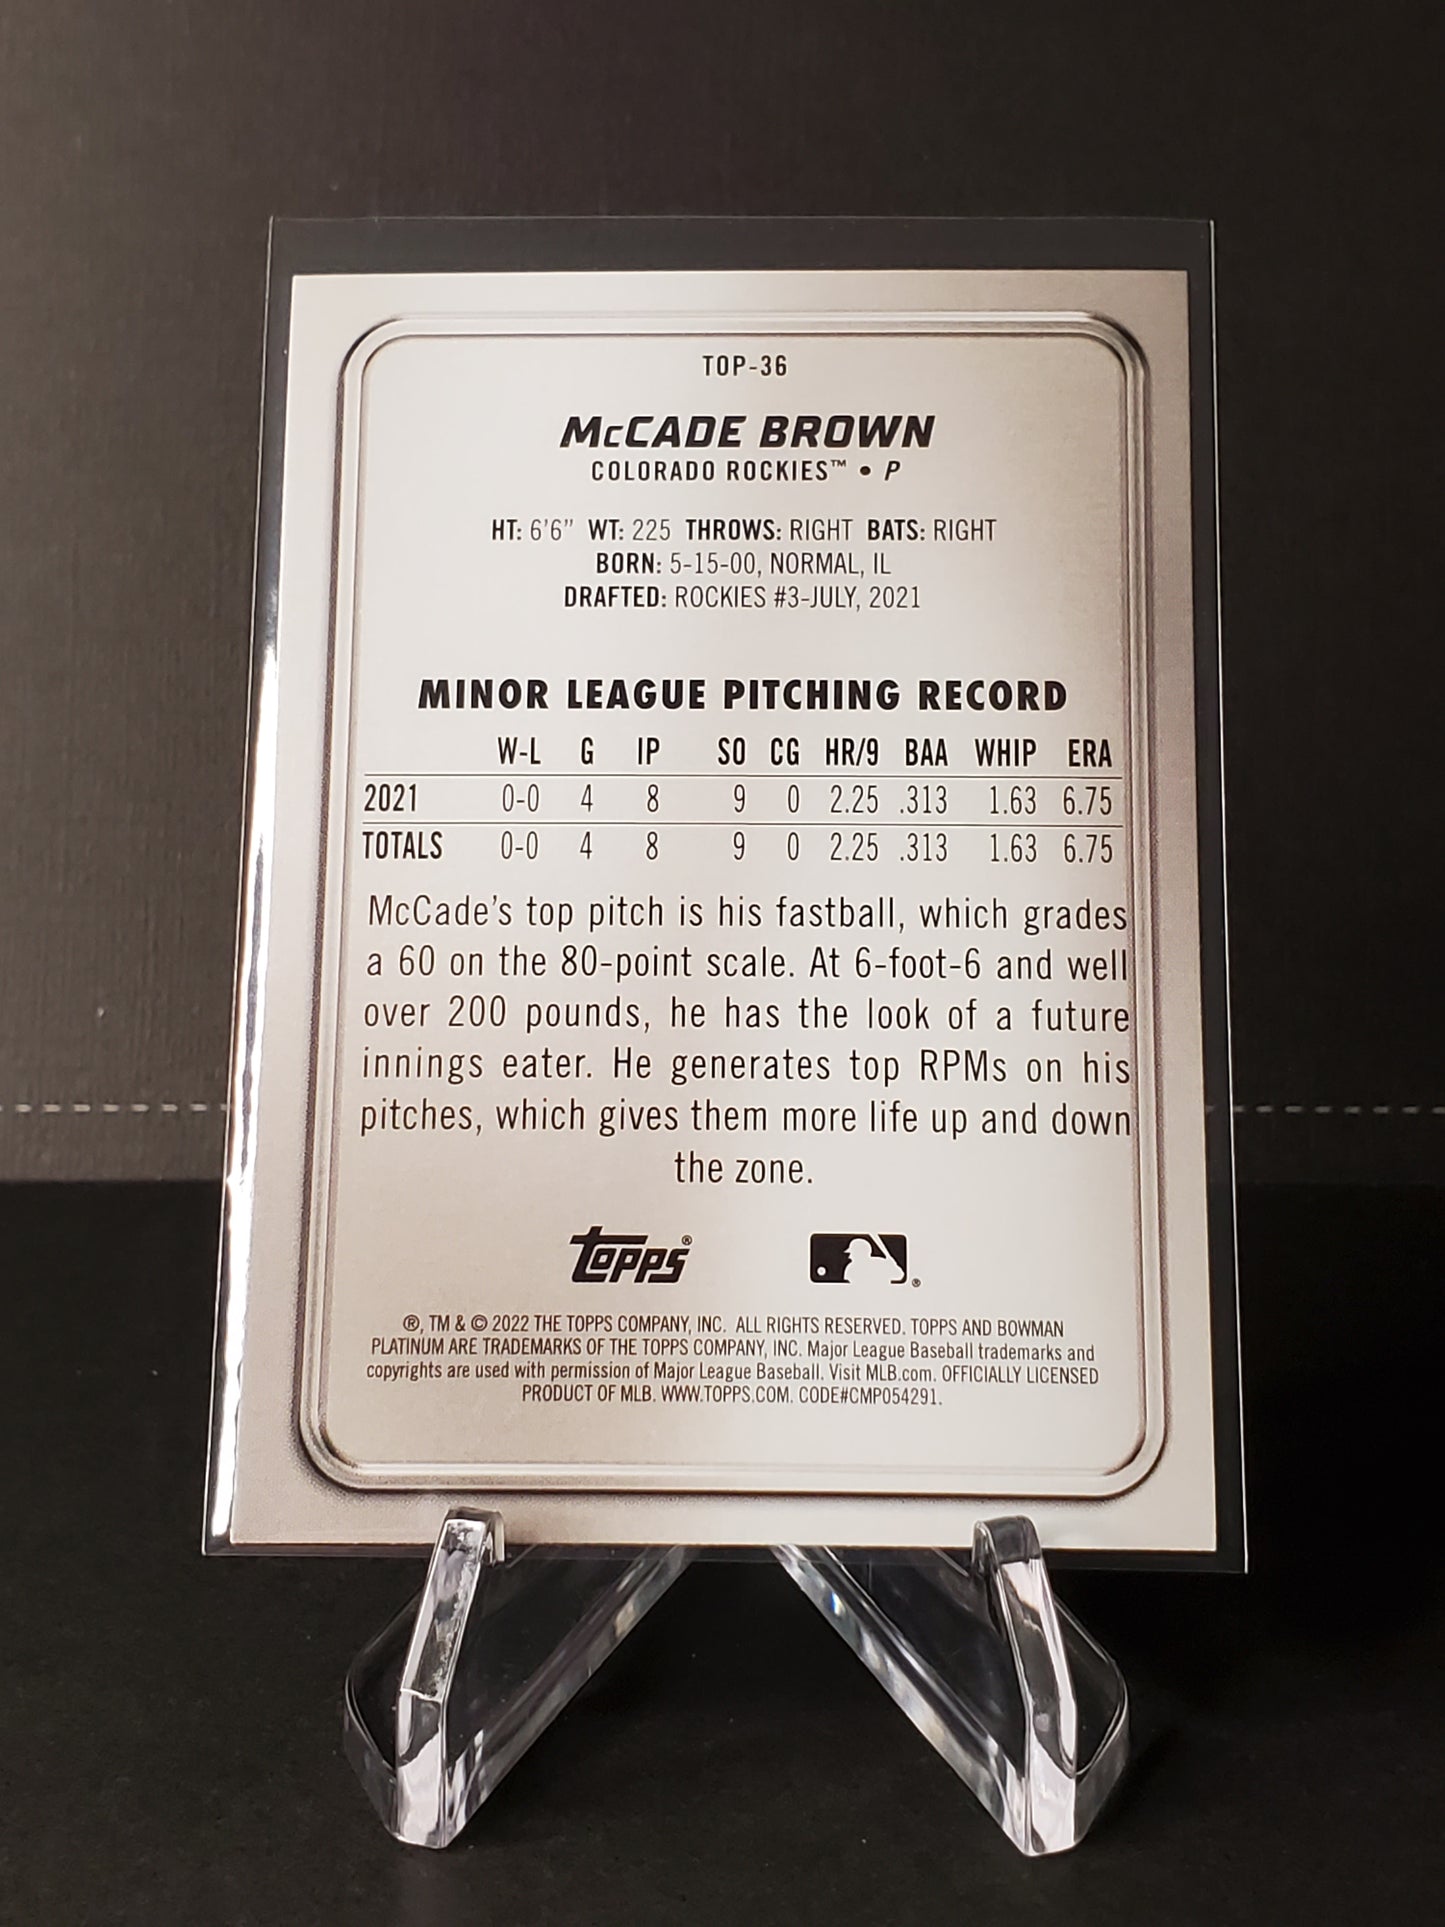 TOP-36
McCADE BROWN
COLORADO ROCKIES™ • P
HT: 6'6" WT: 225 THROWS: RIGHT BATS: RIGHT
BORN: 5-15-00, NORMAL, IL
DRAFTED: ROCKIES #3-JULY, 2021
MINOR LEAGUE PITCHING RECORD
W-L G IP SO CG HR/9 BAA WHIP ERA
2021 0-0 4 8 9 0 2.25 .313 1.63 6.75
TOTALS 0-0 4 8 9 0 2.25 .313 1.63 6.75
McCade's top pitch is his fastball, which grades
a 60 on the 80-point scale. At 6-foot-6 and well
over 200 pounds, he has the look of a future
innings eater. He generates top RPMs on his
pitches, which gives them more life up and down
the zone.
Topps® ®
®, TM & © 2022 THE TOPPS COMPANY, INC. ALL RIGHTS RESERVED. TOPPS AND BOWMAN
PLATINUM ARE TRADEMARKS OF THE TOPPS COMPANY, INC. Major League Baseball trademarks and
copyrights are used with permission of Major League Baseball. Visit MLB.com. OFFICIALLY LICENSED
PRODUCT OF MLB. WWW.TOPPS.COM. CODE#CMP054291.